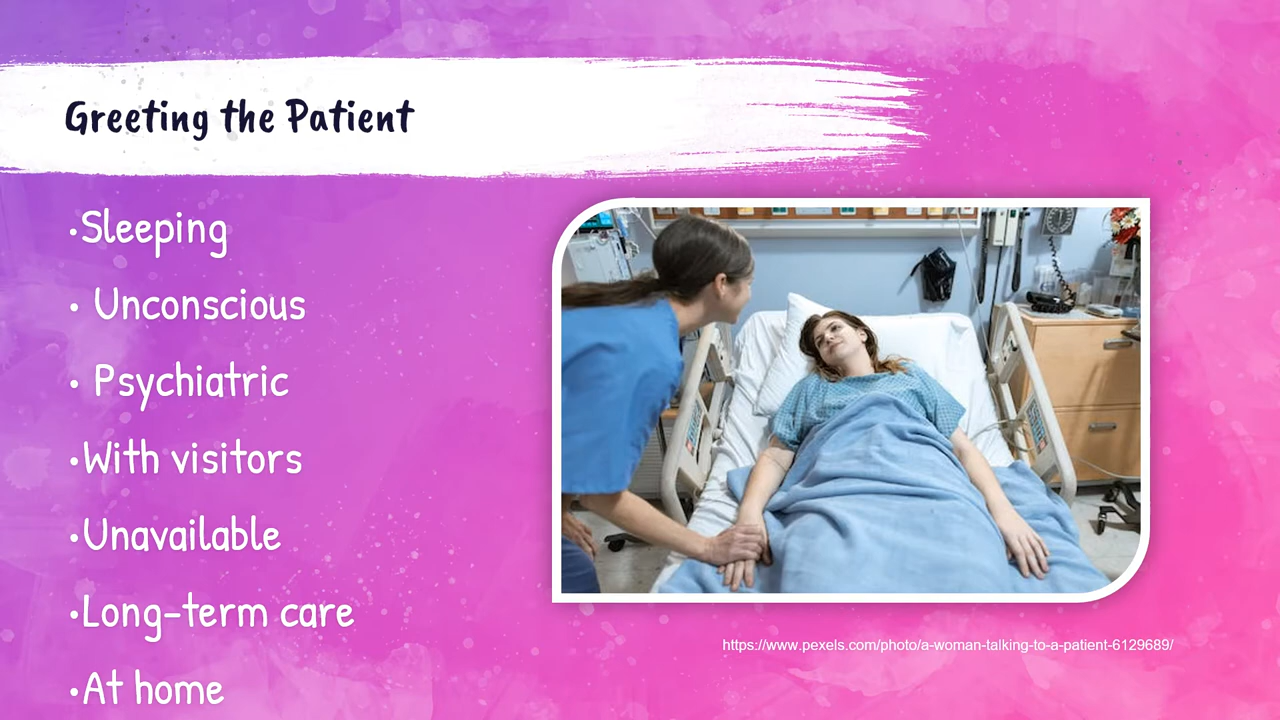 Greeting the Patient
•Sleeping
• Unconscious
• Psychiatric
•With visitors
•Unavailable
•Long-term care
•At home
https://www.pexels.com/photo/a-woman-talking-to-a-patient-6129689/